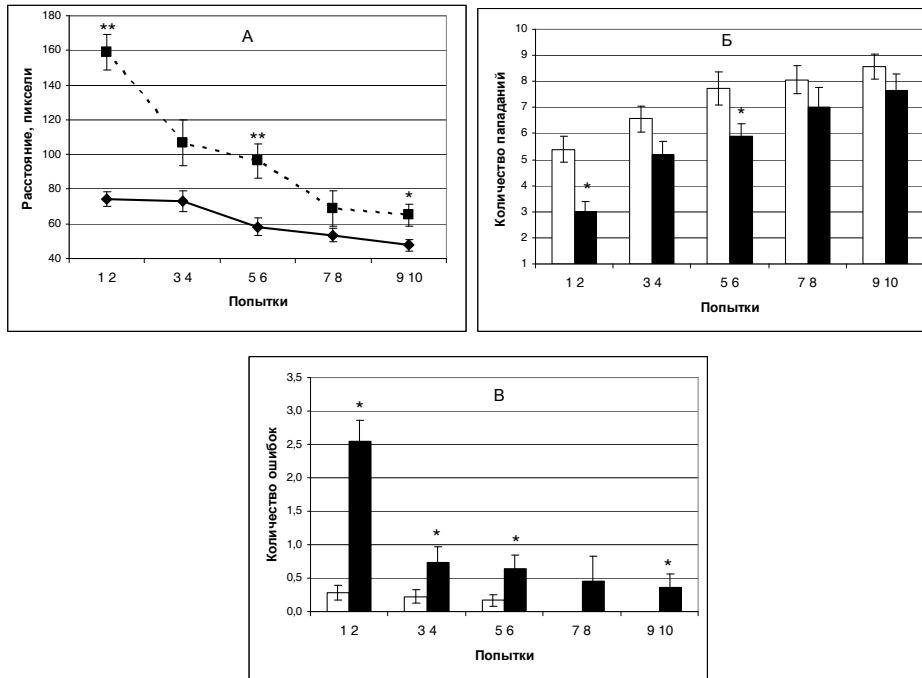 А
Расстояние, пиксели
180
160
140
120
100
80
60
40
**
**
*
1 2 3 4 5 6 7 8 9 10
Попытки
Б
Количество пападаний
10
9
8
7
6
5
4
3
2
1
*
*
1 2 3 4 5 6 7 8 9 10
Попытки
В
Количество ошибок
3,5
3,0
2,5
2,0
1,5
1,0
0,5
0,0
*
*
*
*
1 2 3 4 5 6 7 8 9 10
Попытки